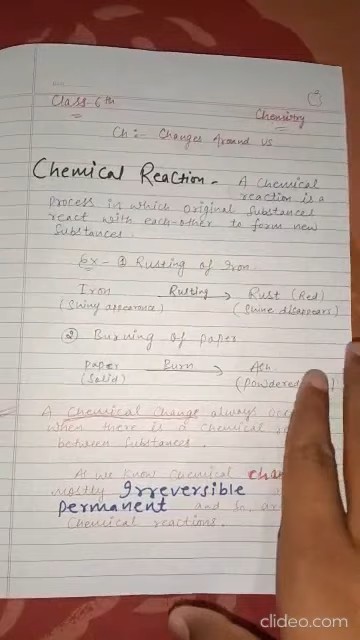 Class-6th
Chemistry
Ch:- Changes Around us
Chemical Reaction - A Chemical
reaction is a
process in which original substances
react with each-other to form new
substances.
Ex- ① Rusting of Iron.
Iron Rusting Rust (Red)
(Shiny appearance) (Shine disappears)
② Burning of paper
paper Burn Ash
(Solid) (powdered
A Chemical Change always
when there is a Chemical
between substances.
As we know Chemical
mostly Irreversible
permanent and so
Chemical reactions.
clideo.com